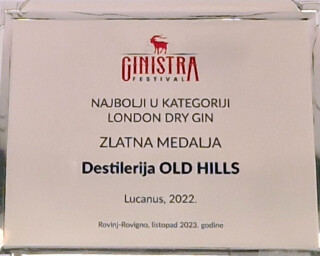 GINISTRA
FESTIVAL
NAJBOLJI U KATEGORIJI
LONDON DRY GIN
ZLATNA MEDALJA
Destilerija OLD HILLS
Lucanus, 2022.
Rovinj-Rovigno, listopad 2023. godine